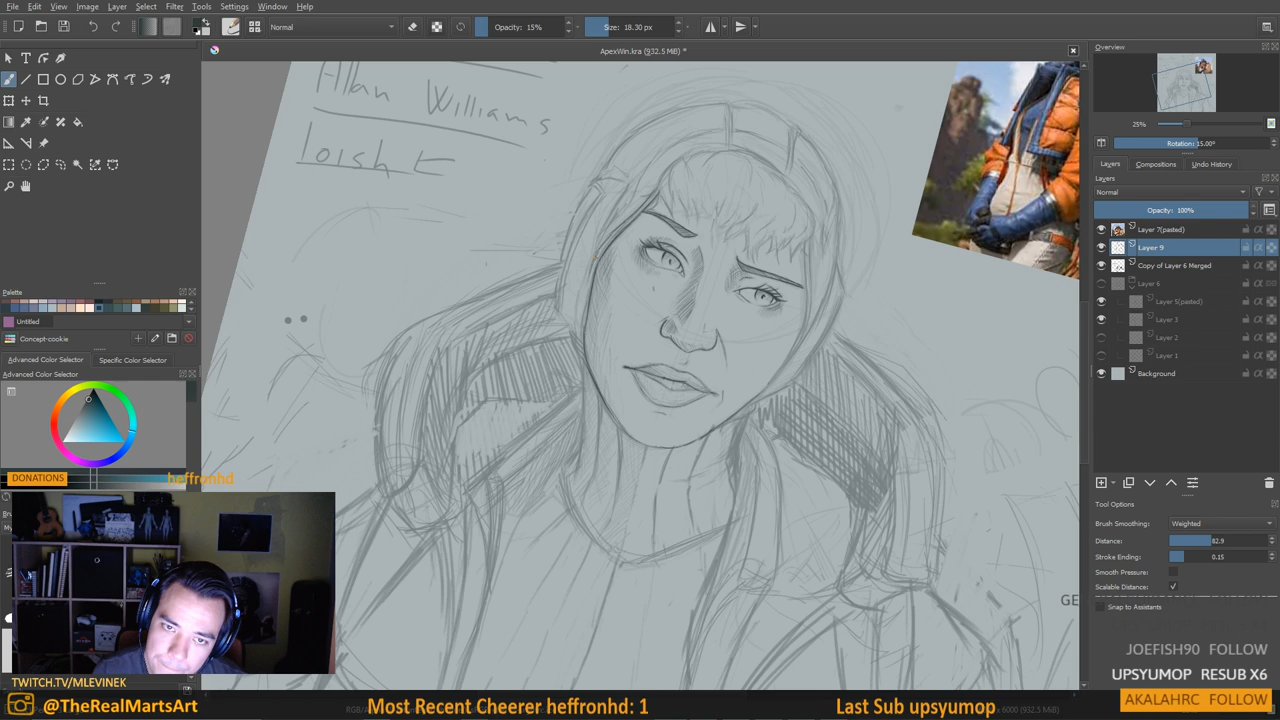 File Edit View Image Layer Select Filter Tools Settings Window Help
Normal
Opacity: 15%
Size: 18.30 px
ApexWin.kra (932.5 MiB) *
Overview
25%
Rotation: 15.00°
Layers Compositions Undo History
Layers
Normal
Opacity: 100%
Layer 7(pasted)
Layer 9
Copy of Layer 6 Merged
Layer 6
Layer 5(pasted)
Layer 3
Layer 2
Layer 1
Background
Allan Williams
loish
Palette
Untitled
Concept-cookie
Advanced Color Selector Specific Color Selector
Advanced Color Selector
DONATIONS heffronhd
Tool Options
Brush Smoothing: Weighted
Distance: 82.9
Stroke Ending: 0.15
Smooth Pressure:
Scalable Distance:
Snap to Assistants
GE
JOEFISH90 FOLLOW
UPSYUMOP RESUB X6
AKALAHRC FOLLOW
TWITCH.TV/MLEVINEK
@TheRealMartsArt
Most Recent Cheerer heffronhd: 1
Last Sub upsyumop